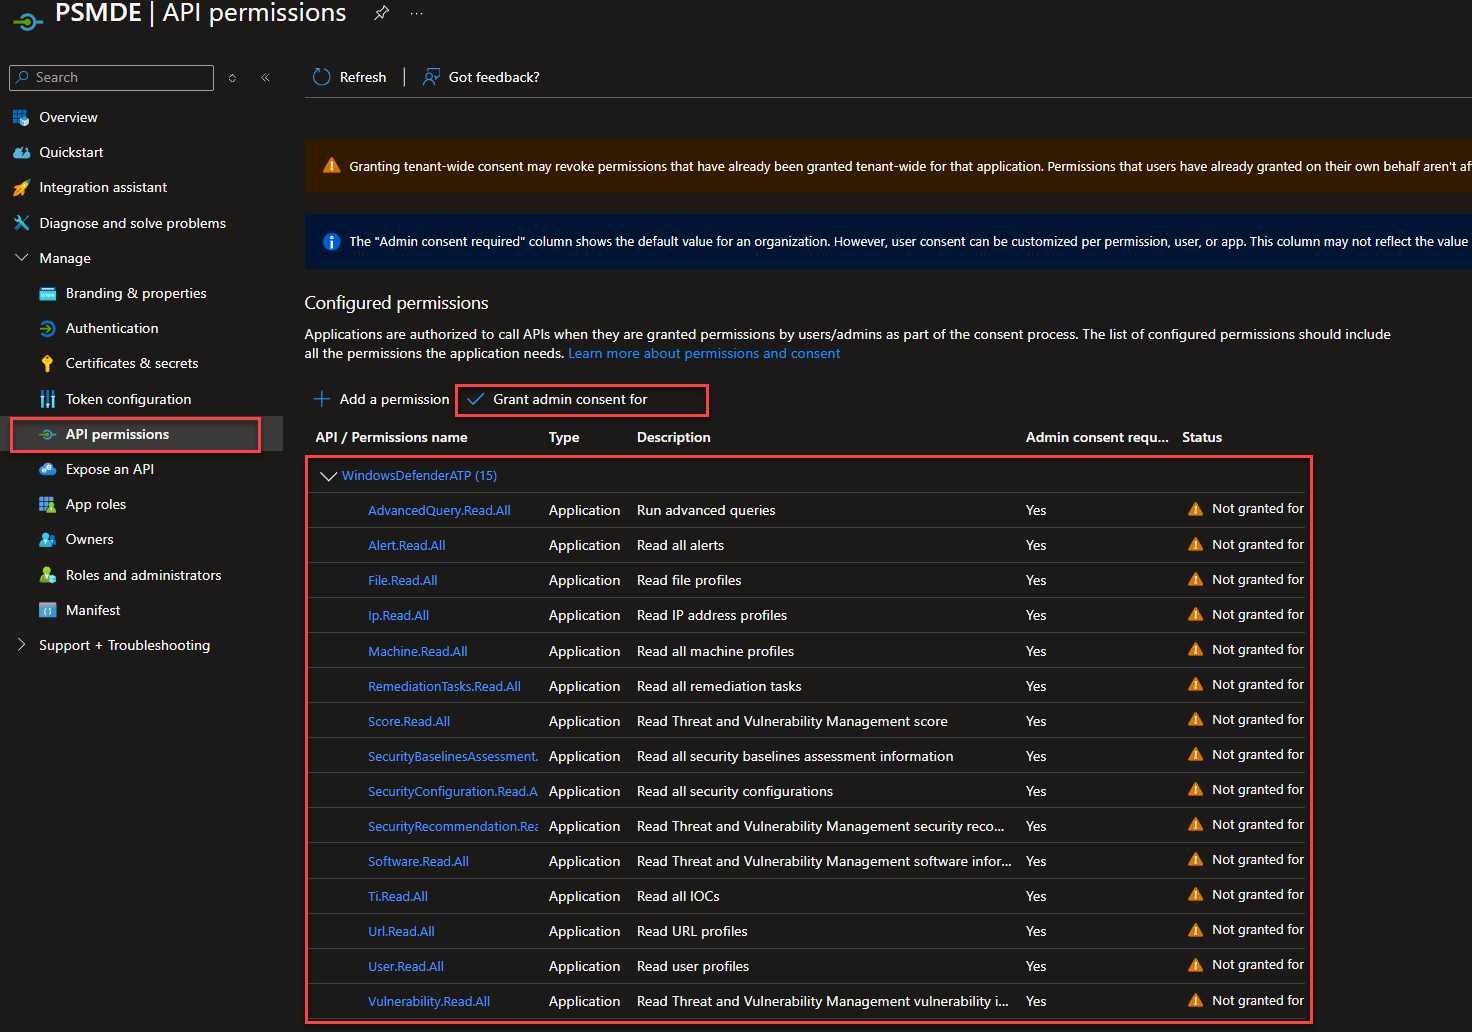 PSMDE | API permissions
Search
Refresh
Got feedback?
Overview
Quickstart
Integration assistant
Diagnose and solve problems
Manage
Branding & properties
Authentication
Certificates & secrets
Token configuration
API permissions
Expose an API
App roles
Owners
Roles and administrators
Manifest
Support + Troubleshooting
Granting tenant-wide consent may revoke permissions that have already been granted tenant-wide for that application. Permissions that users have already granted on their own behalf aren't af
The "Admin consent required" column shows the default value for an organization. However, user consent can be customized per permission, user, or app. This column may not reflect the value
Configured permissions
Applications are authorized to call APIs when they are granted permissions by users/admins as part of the consent process. The list of configured permissions should include
all the permissions the application needs. Learn more about permissions and consent
Add a permission Grant admin consent for
API / Permissions name Type Description Admin consent requ... Status
WindowsDefenderATP (15)
AdvancedQuery.Read.All Application Run advanced queries Yes Not granted for
Alert.Read.All Application Read all alerts Yes Not granted for
File.Read.All Application Read file profiles Yes Not granted for
Ip.Read.All Application Read IP address profiles Yes Not granted for
Machine.Read.All Application Read all machine profiles Yes Not granted for
RemediationTasks.Read.All Application Read all remediation tasks Yes Not granted for
Score.Read.All Application Read Threat and Vulnerability Management score Yes Not granted for
SecurityBaselinesAssessment. Application Read all security baselines assessment information Yes Not granted for
SecurityConfiguration.Read.A Application Read all security configurations Yes Not granted for
SecurityRecommendation.Rea Application Read Threat and Vulnerability Management security reco... Yes Not granted for
Software.Read.All Application Read Threat and Vulnerability Management software infor... Yes Not granted for
Ti.Read.All Application Read all IOCs Yes Not granted for
Url.Read.All Application Read URL profiles Yes Not granted for
User.Read.All Application Read user profiles Yes Not granted for
Vulnerability.Read.All Application Read Threat and Vulnerability Management vulnerability i... Yes Not granted for